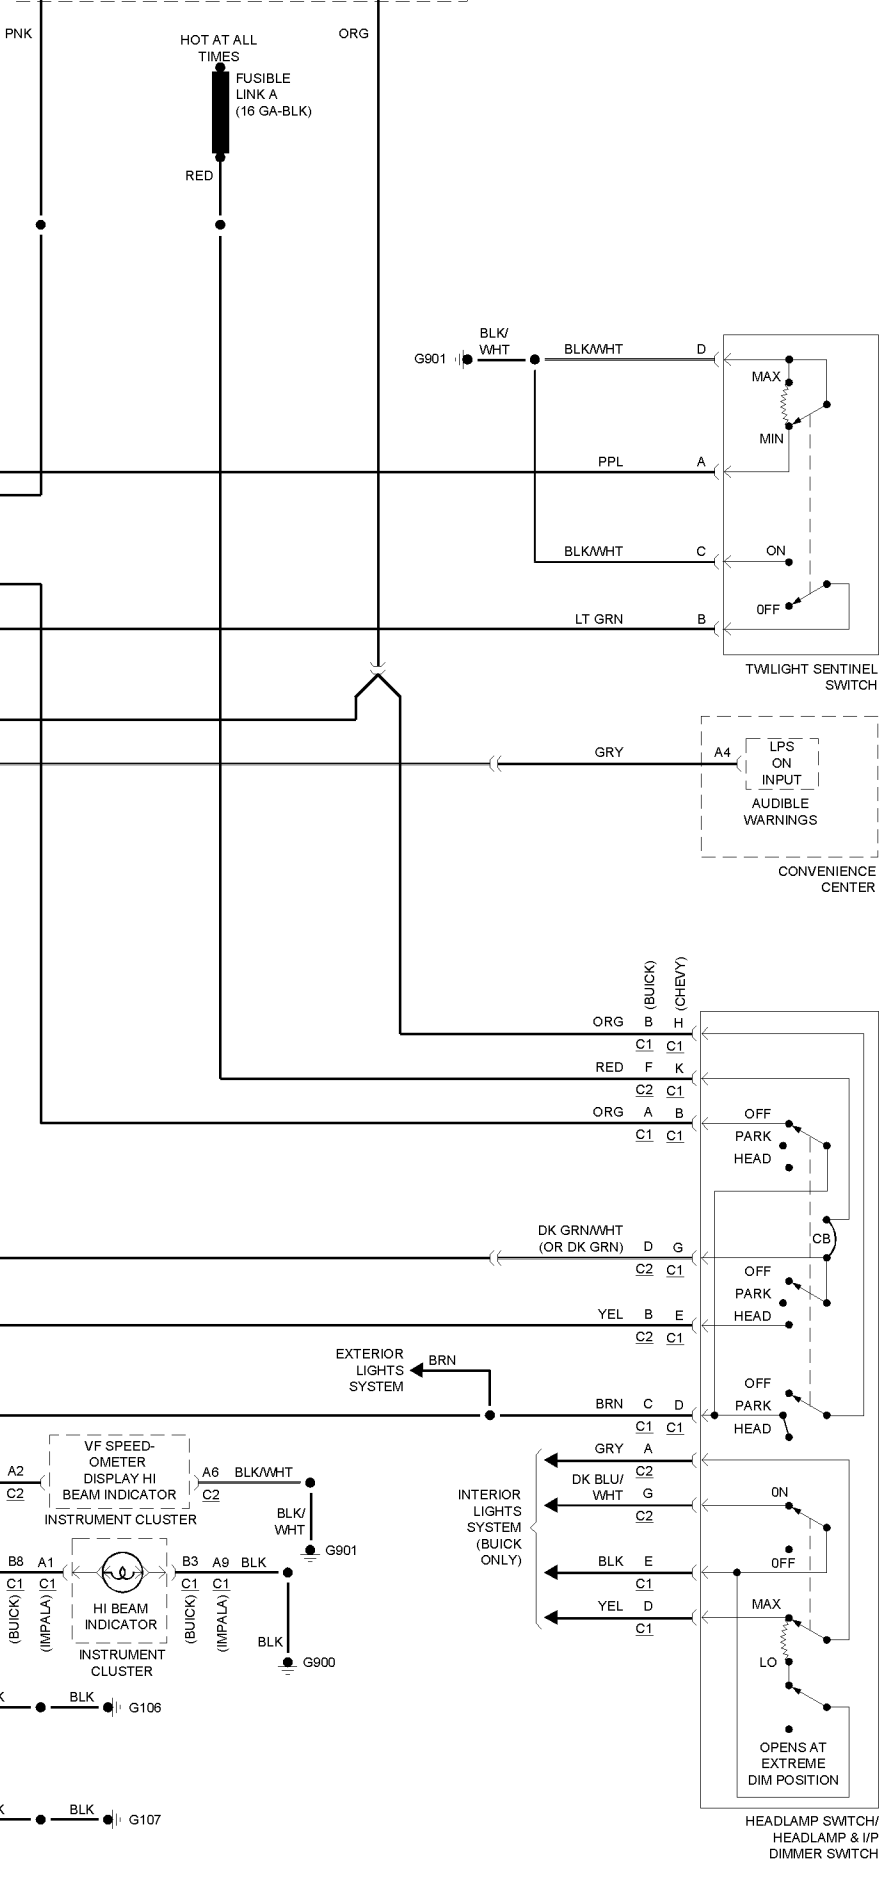 PNK
HOT AT ALL
TIMES
ORG
FUSIBLE
LINK A
(16 GA-BLK)
RED
BLK/
WHT
G901
BLK/WHT
D
MAX
MIN
PPL
A
BLK/WHT
C
ON
0FF
LT GRN
B
TWILIGHT SENTINEL
SWITCH
GRY
A4
LPS
ON
INPUT
AUDIBLE
WARNINGS
CONVENIENCE
CENTER
(BUICK)
(CHEVY)
ORG B H
C1 C1
RED F K
C2 C1
ORG A B
C1 C1
OFF
PARK
HEAD
CB
DK GRN/WHT
(OR DK GRN) D G
C2 C1
OFF
PARK
HEAD
YEL B E
C2 C1
EXTERIOR
LIGHTS
SYSTEM
BRN
BRN C D
C1 C1
OFF
PARK
HEAD
VF SPEED-
OMETER
DISPLAY HI
BEAM INDICATOR
A2
C2
A6 BLK/WHT
C2
INSTRUMENT CLUSTER
BLK/
WHT
G901
INTERIOR
LIGHTS
SYSTEM
(BUICK
ONLY)
GRY A
C2
DK BLU/
WHT G
C2
0N
0FF
BLK E
C1
YEL D
C1
MAX
LO
B8 A1
C1 C1
(BUICK)
(IMPALA)
HI BEAM
INDICATOR
B3 A9 BLK
C1 C1
(BUICK)
(IMPALA)
INSTRUMENT
CLUSTER
BLK
G900
BLK
G106
OPENS AT
EXTREME
DIM POSITION
BLK
G107
HEADLAMP SWITCH/
HEADLAMP & I/P
DIMMER SWITCH